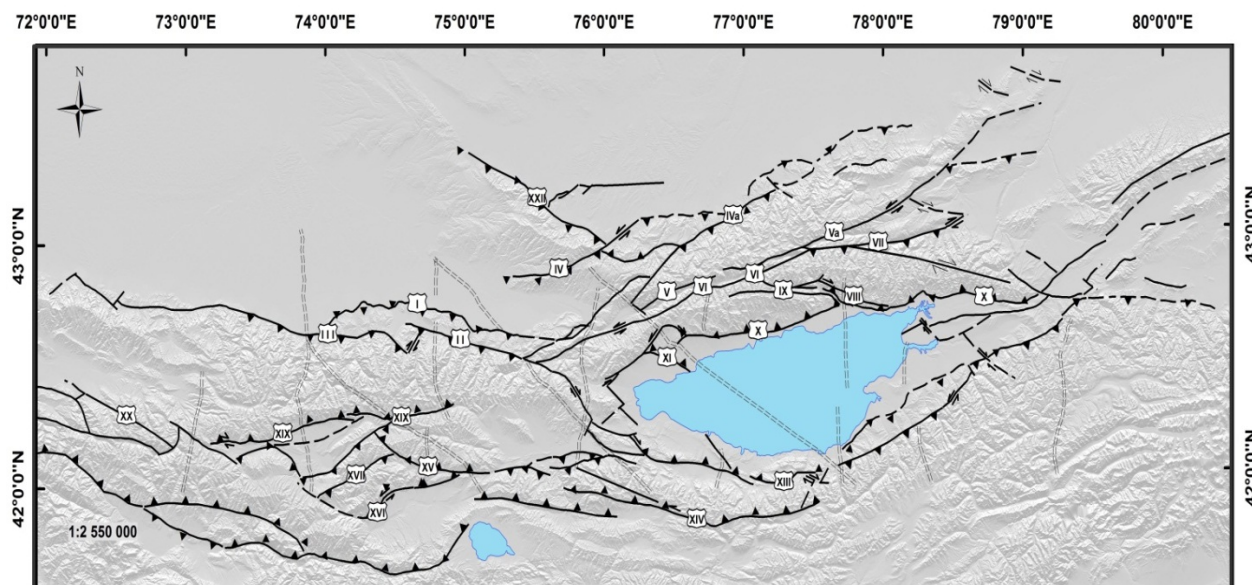 72°0'0"E 73°0'0"E 74°0'0"E 75°0'0"E 76°0'0"E 77°0'0"E 78°0'0"E 79°0'0"E 80°0'0"E
N
XXII
IVa
Va
VII
43°0'0"N
43°0'0"N
IV
VI
V
VI
IX
VIII
X
I
III
II
X
XI
XX
XIX
XIX
XVII
XV
XIII
42°0'0"N
42°0'0"N
XVI
XIV
1:2 550 000